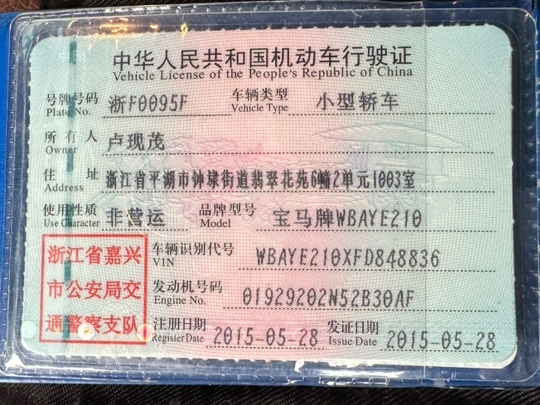 中华人民共和国机动车行驶证
Vehicle License of the People's Republic of China
号牌号码 浙F0095F 车辆类型 小型轿车
Plate No. Vehicle Type
所有人 卢现茂
Owner
住址 浙江省平湖市钟埭街道翡翠花苑6幢2单元1003室
Address
使用性质 非营运 品牌型号 宝马牌WBAYE210
Use Character Model
浙江省嘉兴
市公安局交
通警察支队
车辆识别代号 WBAYE210XFD848836
VIN
发动机号码 01929202N52B30AF
Engine No.
注册日期 2015-05-28 发证日期 2015-05-28
Register Date Issue Date